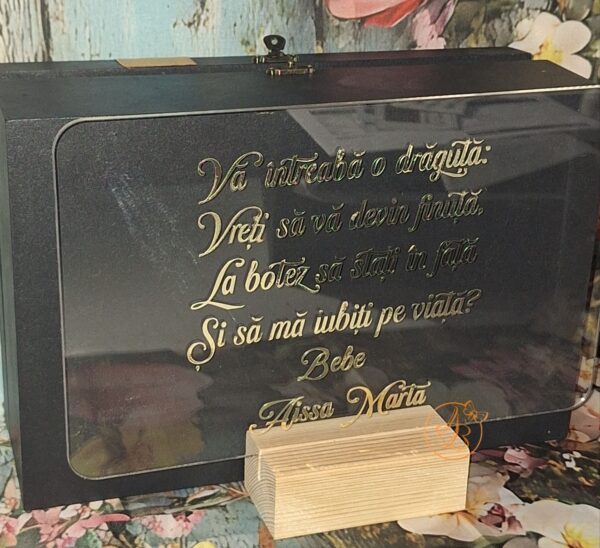 Vă întreabă o drăguță:
Vreți să vă devin finuță,
La botez să stați în față
Și să mă iubiți pe viață?
Bebe
Aissa Marta